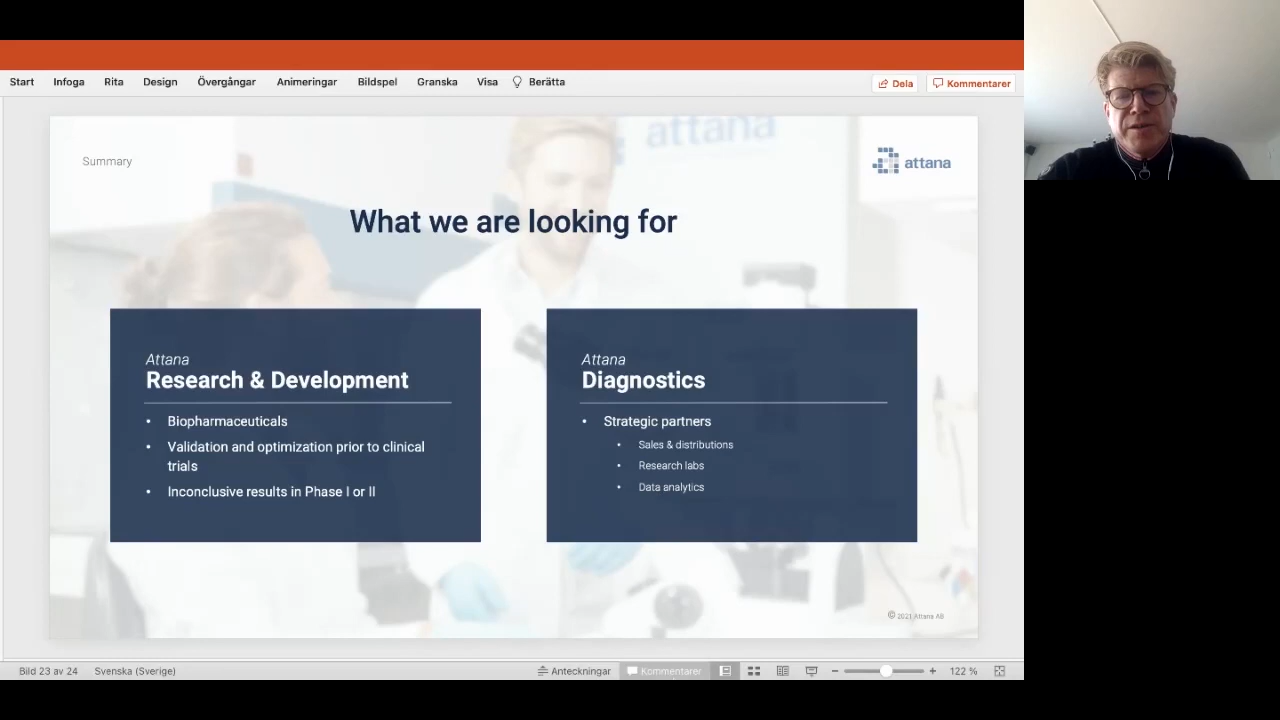 Start Infoga Rita Design Övergångar Animeringar Bildspel Granska Visa Berätta Dela Kommentarer
attana
Summary
attana
What we are looking for
Attana
Research & Development
• Biopharmaceuticals
• Validation and optimization prior to clinical
trials
• Inconclusive results in Phase I or II
Attana
Diagnostics
• Strategic partners
• Sales & distributions
• Research labs
• Data analytics
© 2021 Attana AB
Bild 23 av 24 Svenska (Sverige) Anteckningar Kommentarer 122 %